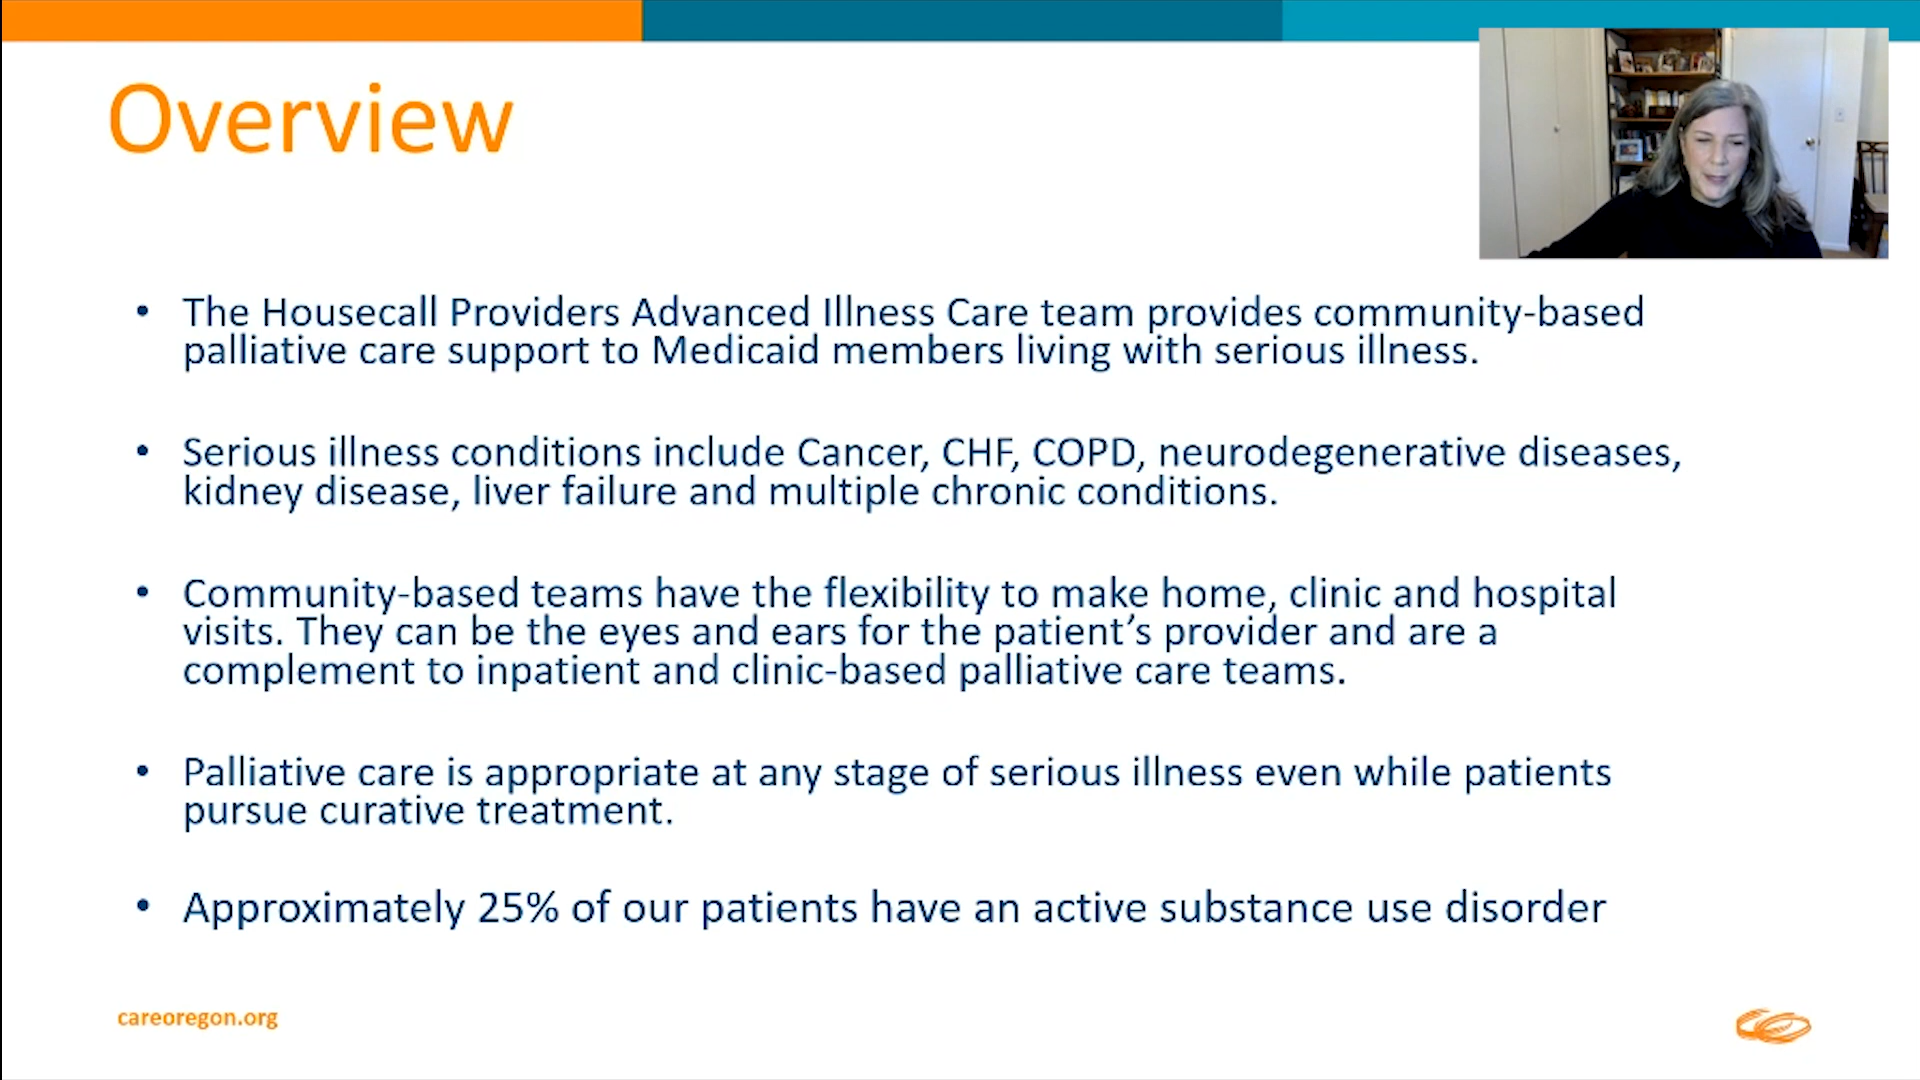 Overview
• The Housecall Providers Advanced Illness Care team provides community-based
palliative care support to Medicaid members living with serious illness.
• Serious illness conditions include Cancer, CHF, COPD, neurodegenerative diseases,
kidney disease, liver failure and multiple chronic conditions.
• Community-based teams have the flexibility to make home, clinic and hospital
visits. They can be the eyes and ears for the patient’s provider and are a
complement to inpatient and clinic-based palliative care teams.
• Palliative care is appropriate at any stage of serious illness even while patients
pursue curative treatment.
• Approximately 25% of our patients have an active substance use disorder
careoregon.org